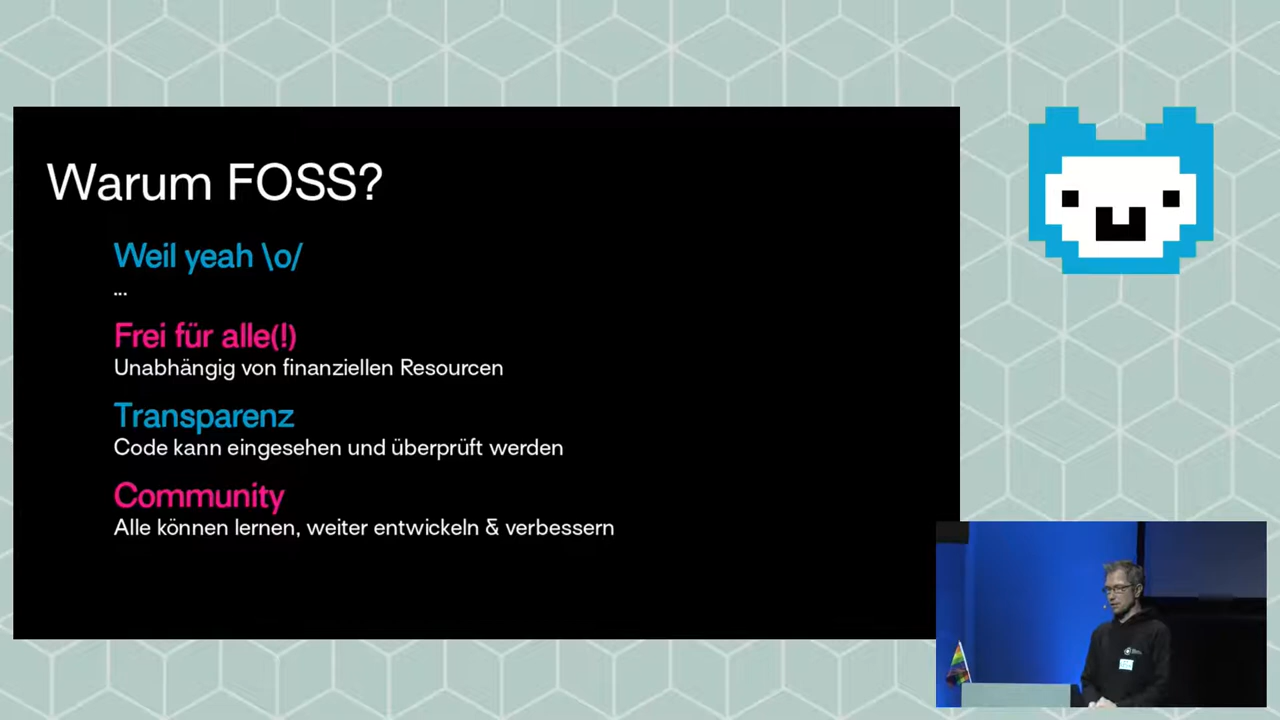 Warum FOSS?
Weil yeah \o/
...
Frei für alle(!)
Unabhängig von finanziellen Resourcen
Transparenz
Code kann eingesehen und überprüft werden
Community
Alle können lernen, weiter entwickeln & verbessern